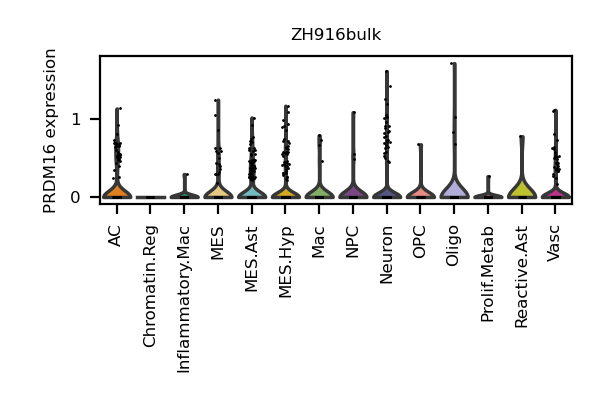 ZH916bulk
PRDM16 expression
1
0
AC
Chromatin.Reg
Inflammatory.Mac
MES
MES.Ast
MES.Hyp
Mac
NPC
Neuron
OPC
Oligo
Prolif.Metab
Reactive.Ast
Vasc